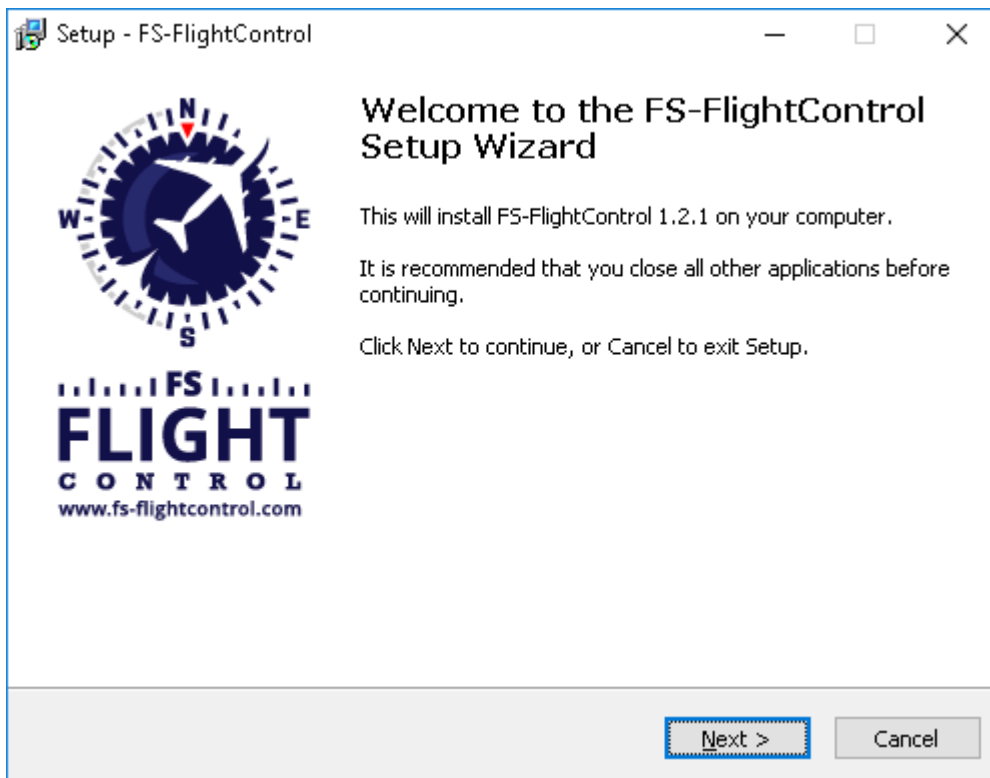 Setup - FS-FlightControl
N
W
E
S
FS
FLIGHT
CONTROL
www.fs-flightcontrol.com
Welcome to the FS-FlightControl
Setup Wizard
This will install FS-FlightControl 1.2.1 on your computer.
It is recommended that you close all other applications before
continuing.
Click Next to continue, or Cancel to exit Setup.
Next >
Cancel